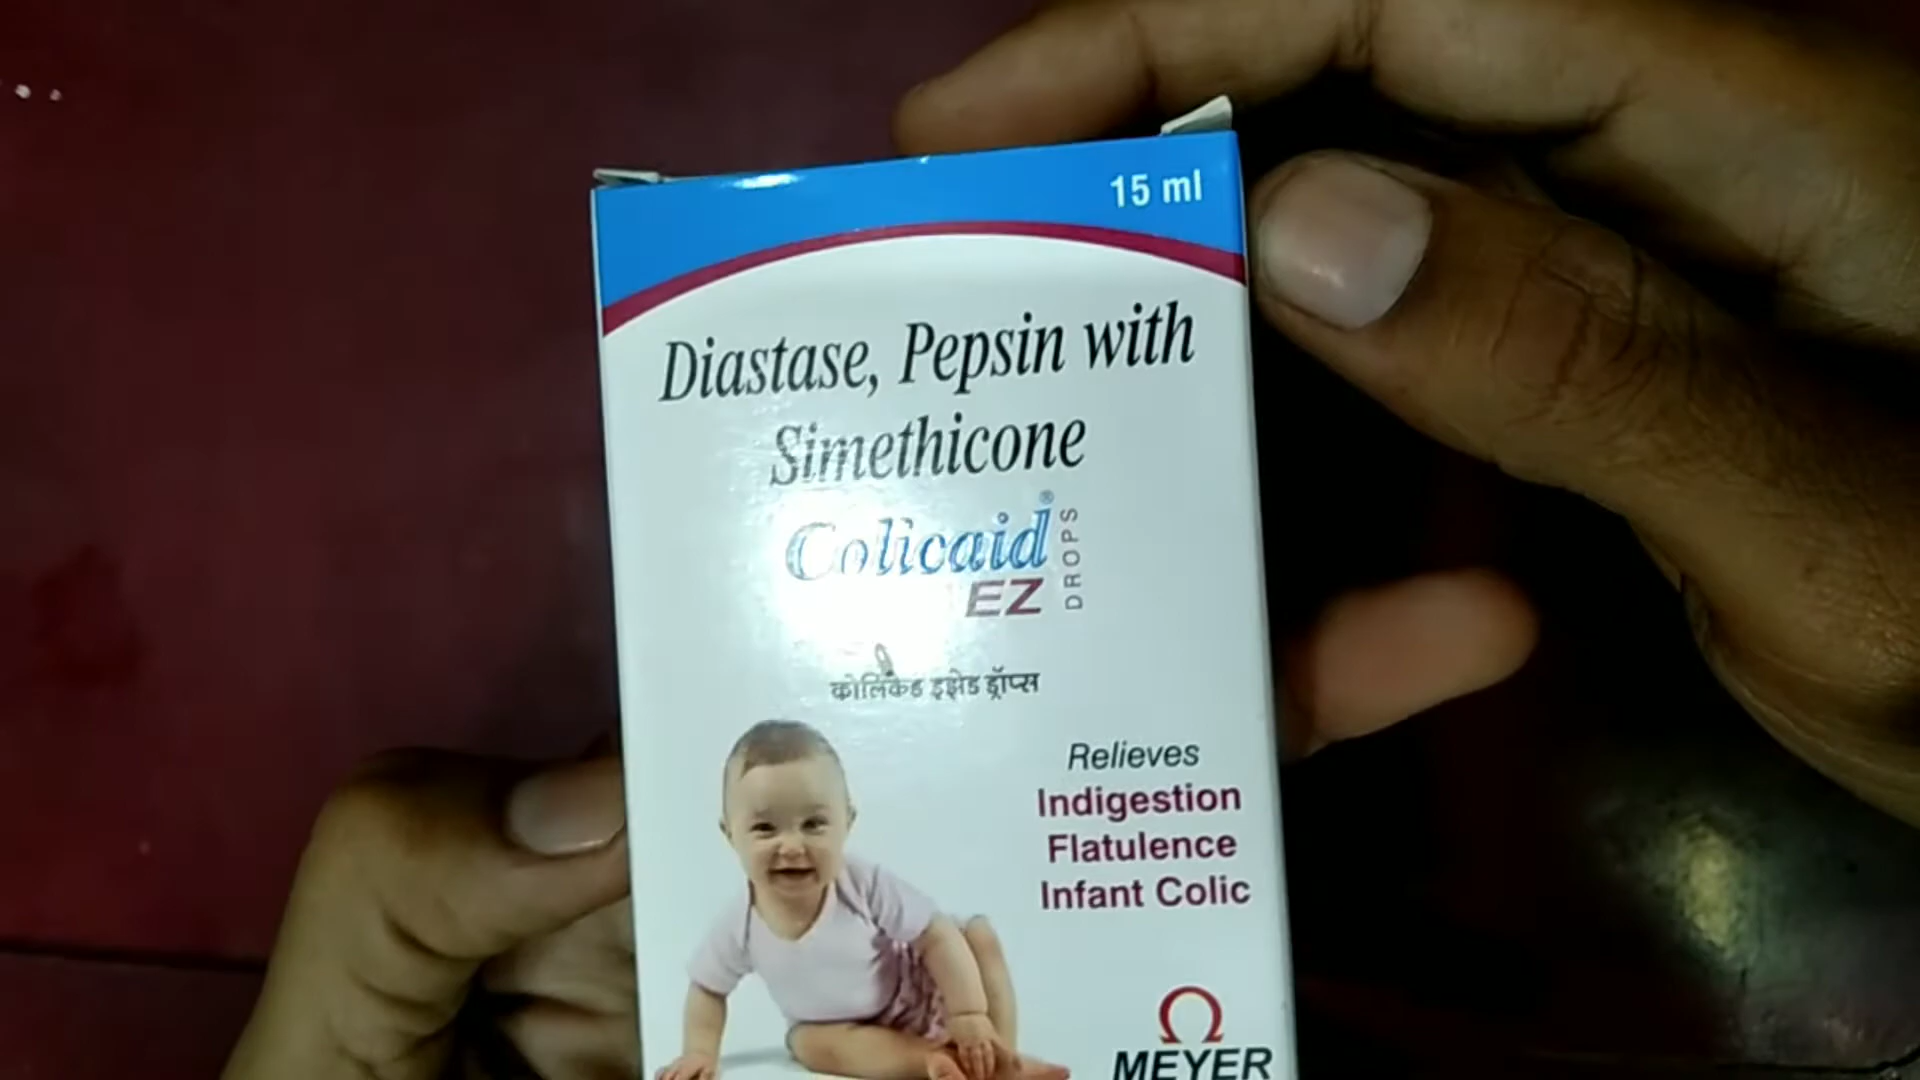 15 ml
Diastase, Pepsin with
Simethicone
Colicaid®
EZ
DROPS
कोलिकैड इझेड ड्रॉप्स
Relieves
Indigestion
Flatulence
Infant Colic
MEYER